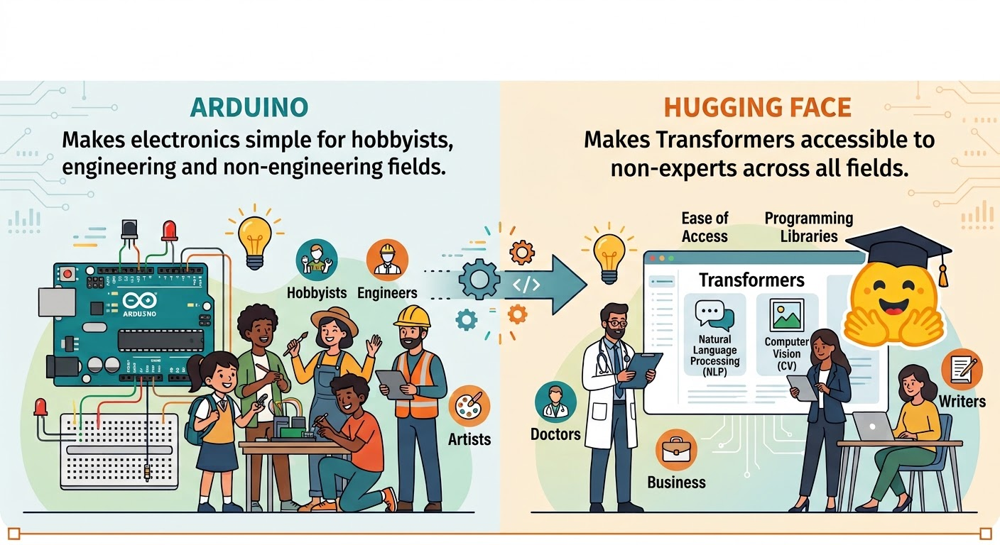 ARDUINO
Makes electronics simple for hobbyists,
engineering and non-engineering fields.
Hobbyists
Engineers
ARDUSNO
Artists
</>
HUGGING FACE
Makes Transformers accessible to
non-experts across all fields.
Ease of
Access
Programming
Libraries
Transformers
Natural
Language
Processing
(NLP)
Computer
Vision
(CV)
Doctors
Business
Writers